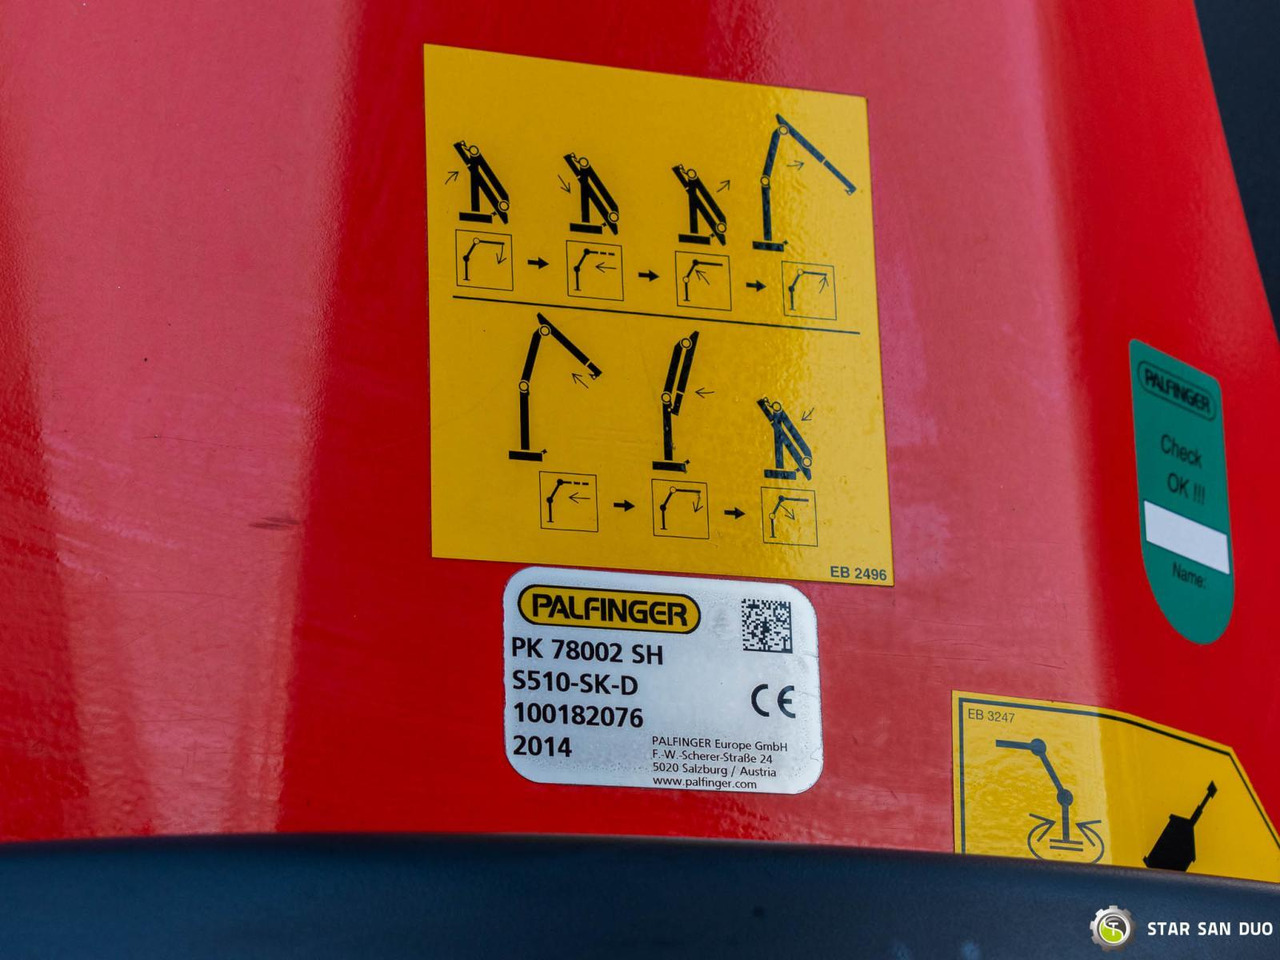 EB 2496
PALFINGER
PK 78002 SH
S510-SK-D
100182076
2014
CE
PALFINGER Europe GmbH
F.-W.-Scherer-Straße 24
5020 Salzburg / Austria
www.palfinger.com
PALFINGER
Check
OK !!!
Name:
EB 3247
STAR SAN DUO